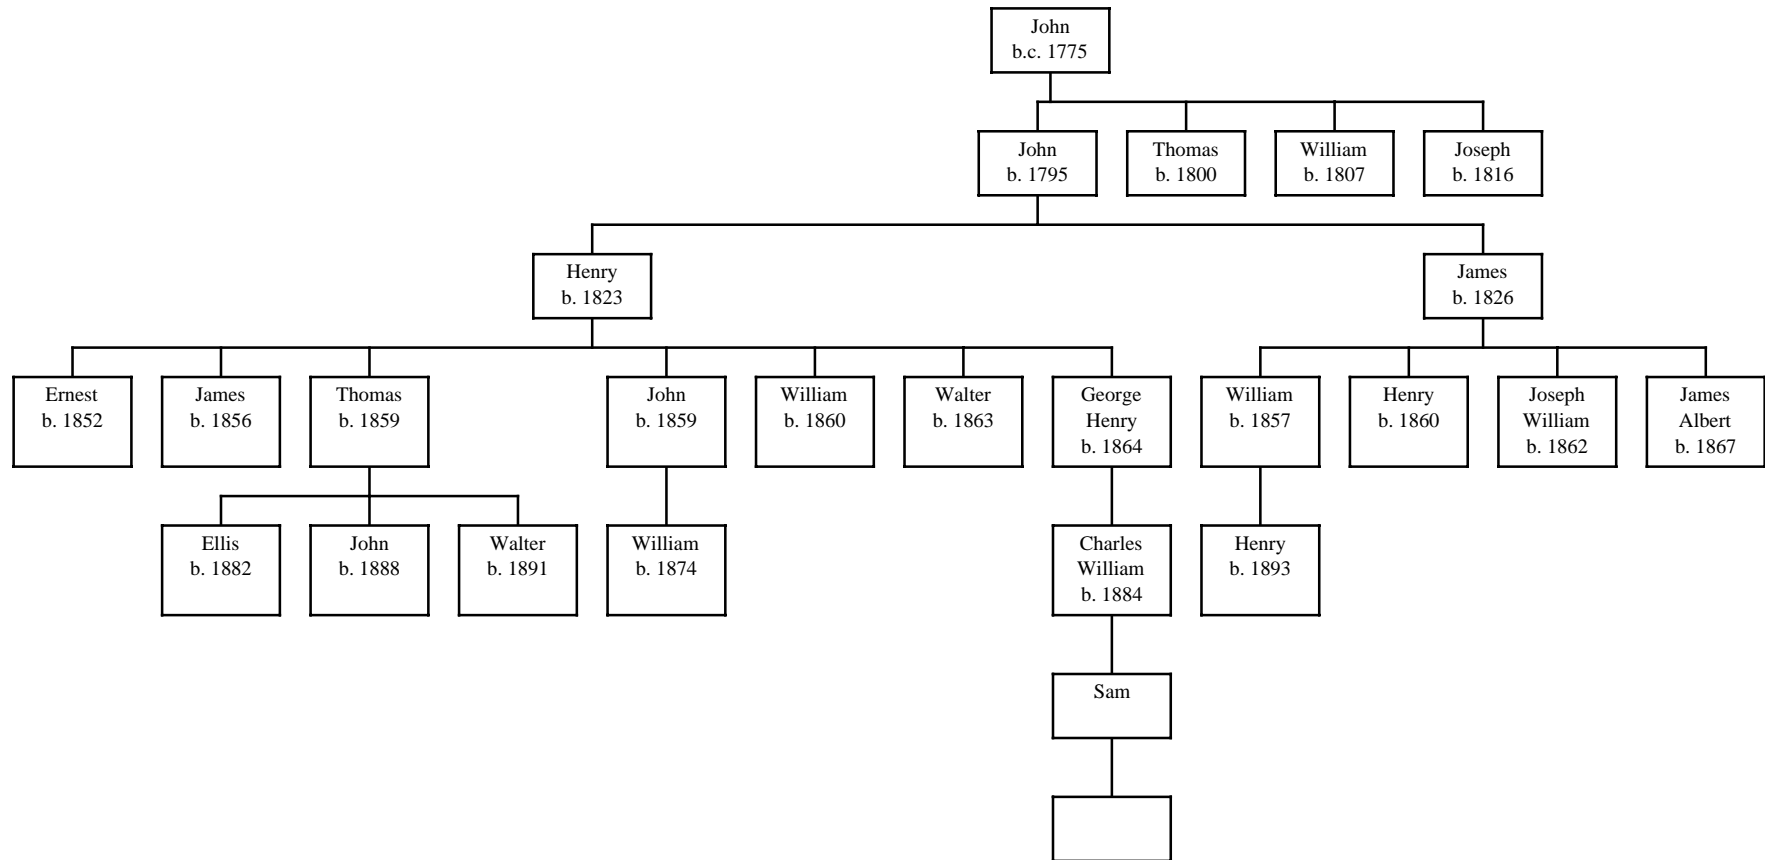 John
b.c. 1775
John
b. 1795
Thomas
b. 1800
William
b. 1807
Joseph
b. 1816
Henry
b. 1823
James
b. 1826
Ernest
b. 1852
James
b. 1856
Thomas
b. 1859
John
b. 1859
William
b. 1860
Walter
b. 1863
George
Henry
b. 1864
William
b. 1857
Henry
b. 1860
Joseph
William
b. 1862
James
Albert
b. 1867
Ellis
b. 1882
John
b. 1888
Walter
b. 1891
William
b. 1874
Charles
William
b. 1884
Henry
b. 1893
Sam